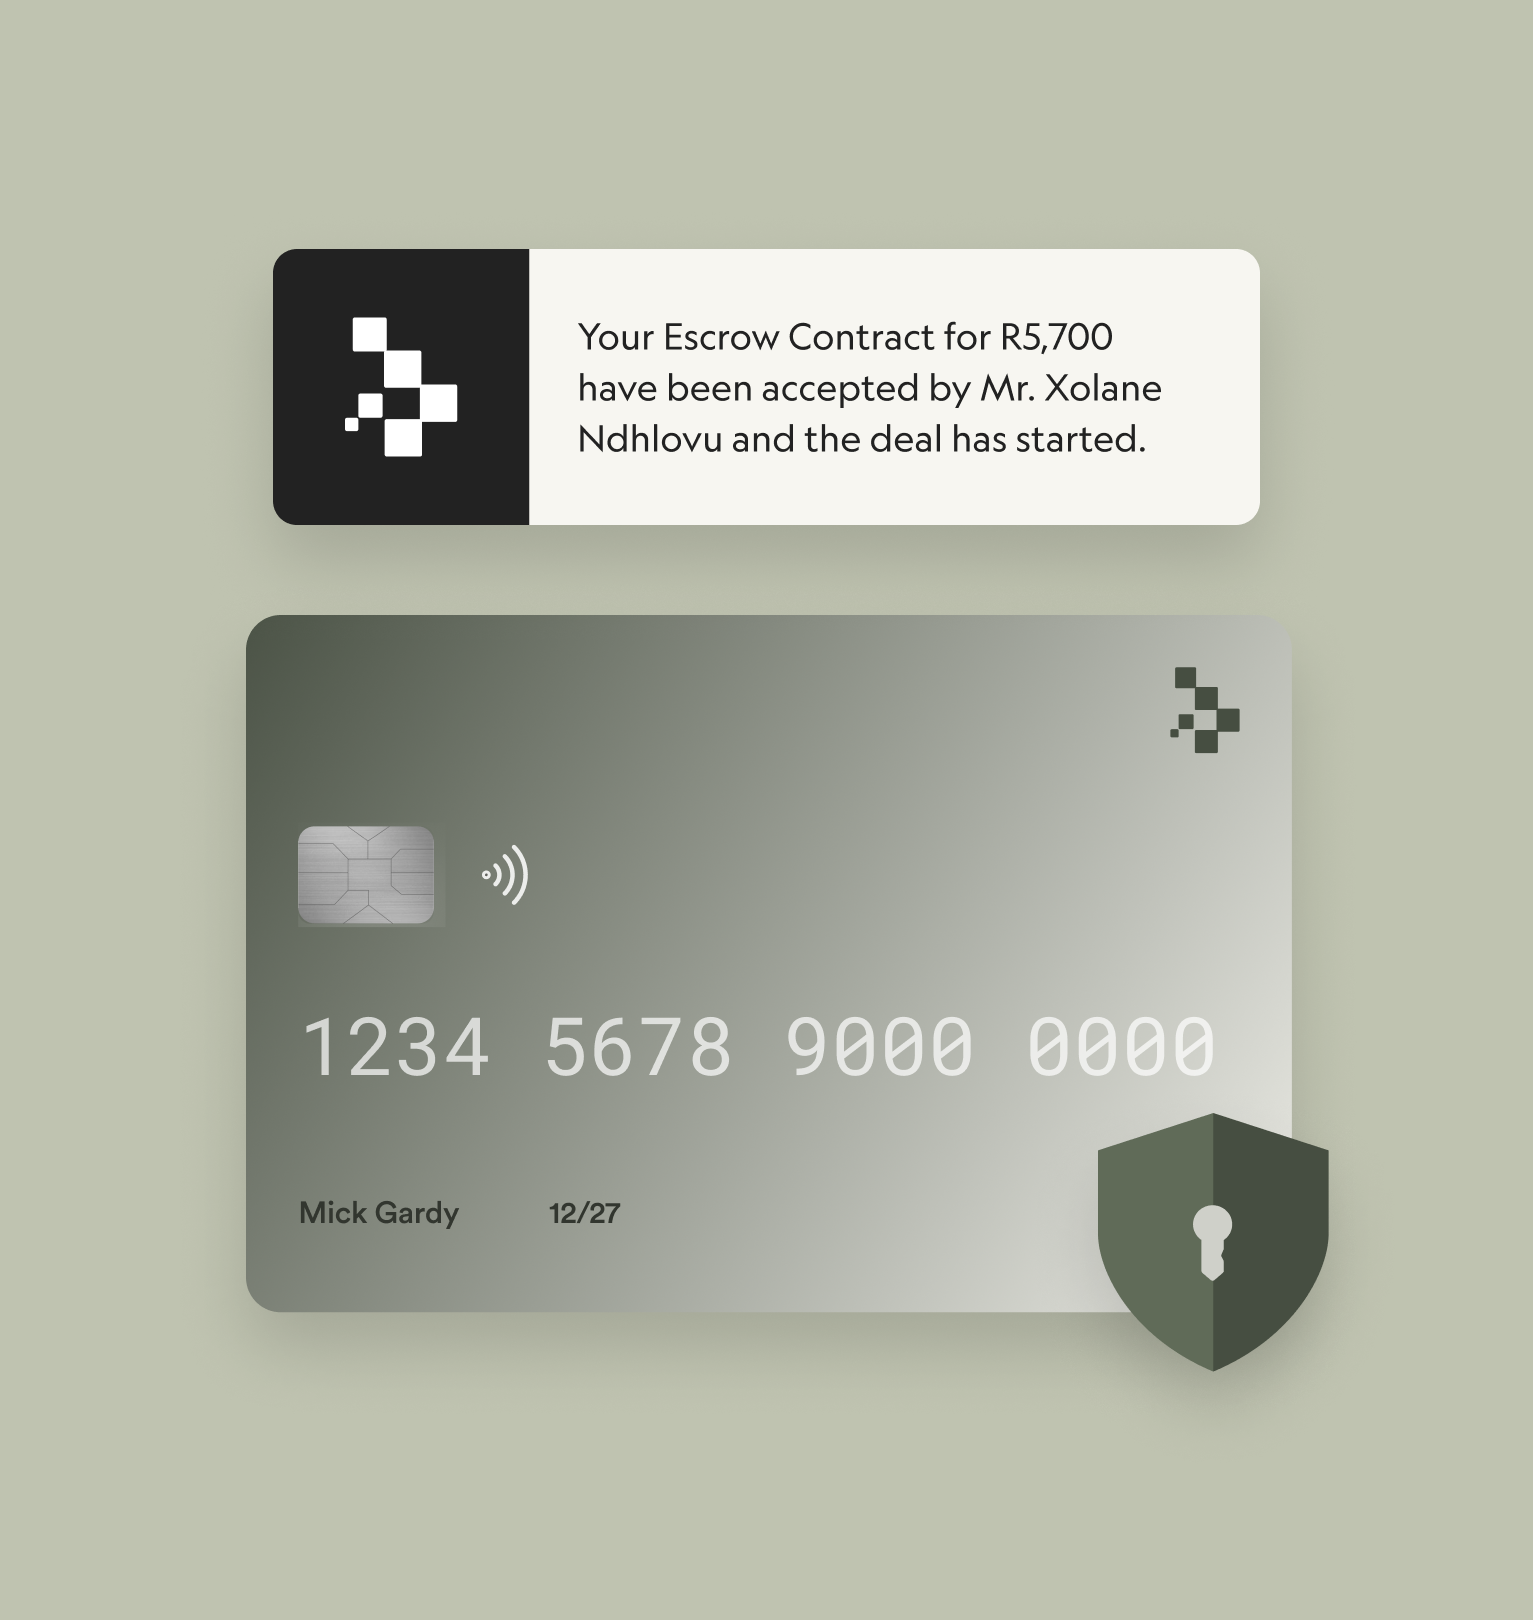 Your Escrow Contract for R5,700
have been accepted by Mr. Xolane
Ndhlovu and the deal has started.
1234 5678 9000 0000
Mick Gardy 12/27